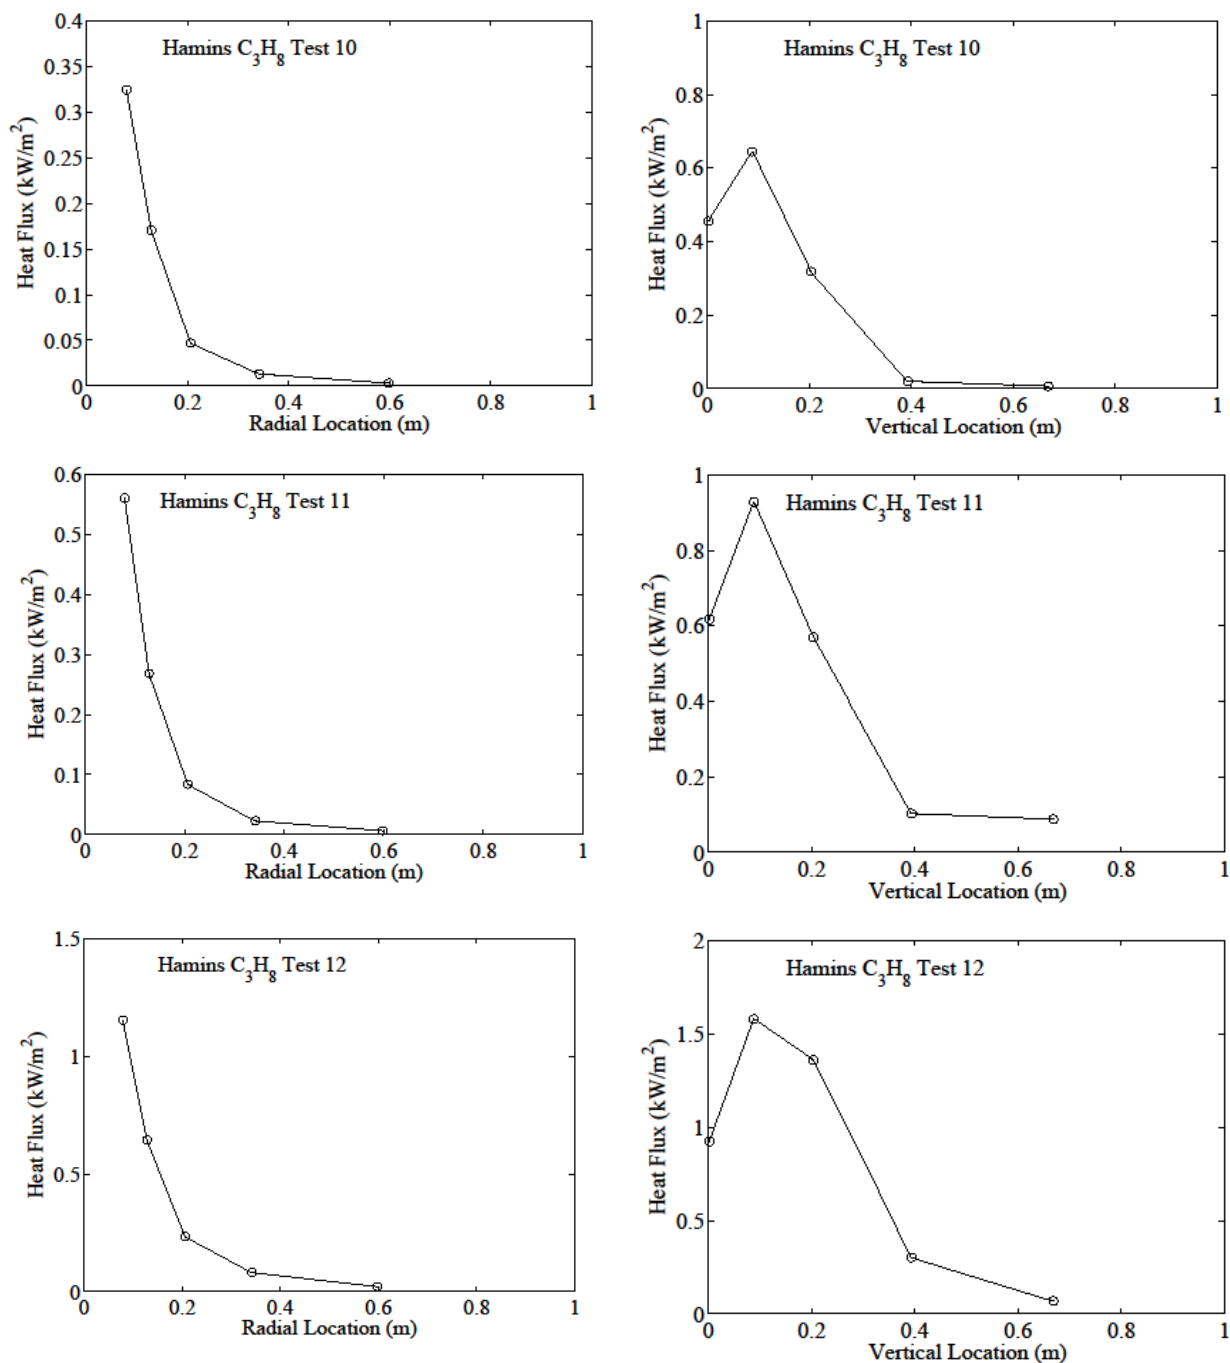 Hamins C₃H₈ Test 10
Heat Flux (kW/m²)
0.4
0.35
0.3
0.25
0.2
0.15
0.1
0.05
0
0 0.2 0.4 0.6 0.8 1
Radial Location (m)
Hamins C₃H₈ Test 10
Heat Flux (kW/m²)
1
0.8
0.6
0.4
0.2
0
0 0.2 0.4 0.6 0.8 1
Vertical Location (m)
Hamins C₃H₈ Test 11
Heat Flux (kW/m²)
0.6
0.5
0.4
0.3
0.2
0.1
0
0 0.2 0.4 0.6 0.8 1
Radial Location (m)
Hamins C₃H₈ Test 11
Heat Flux (kW/m²)
1
0.8
0.6
0.4
0.2
0
0 0.2 0.4 0.6 0.8 1
Vertical Location (m)
Hamins C₃H₈ Test 12
Heat Flux (kW/m²)
1.5
1
0.5
0
0 0.2 0.4 0.6 0.8 1
Radial Location (m)
Hamins C₃H₈ Test 12
Heat Flux (kW/m²)
2
1.5
1
0.5
0
0 0.2 0.4 0.6 0.8 1
Vertical Location (m)